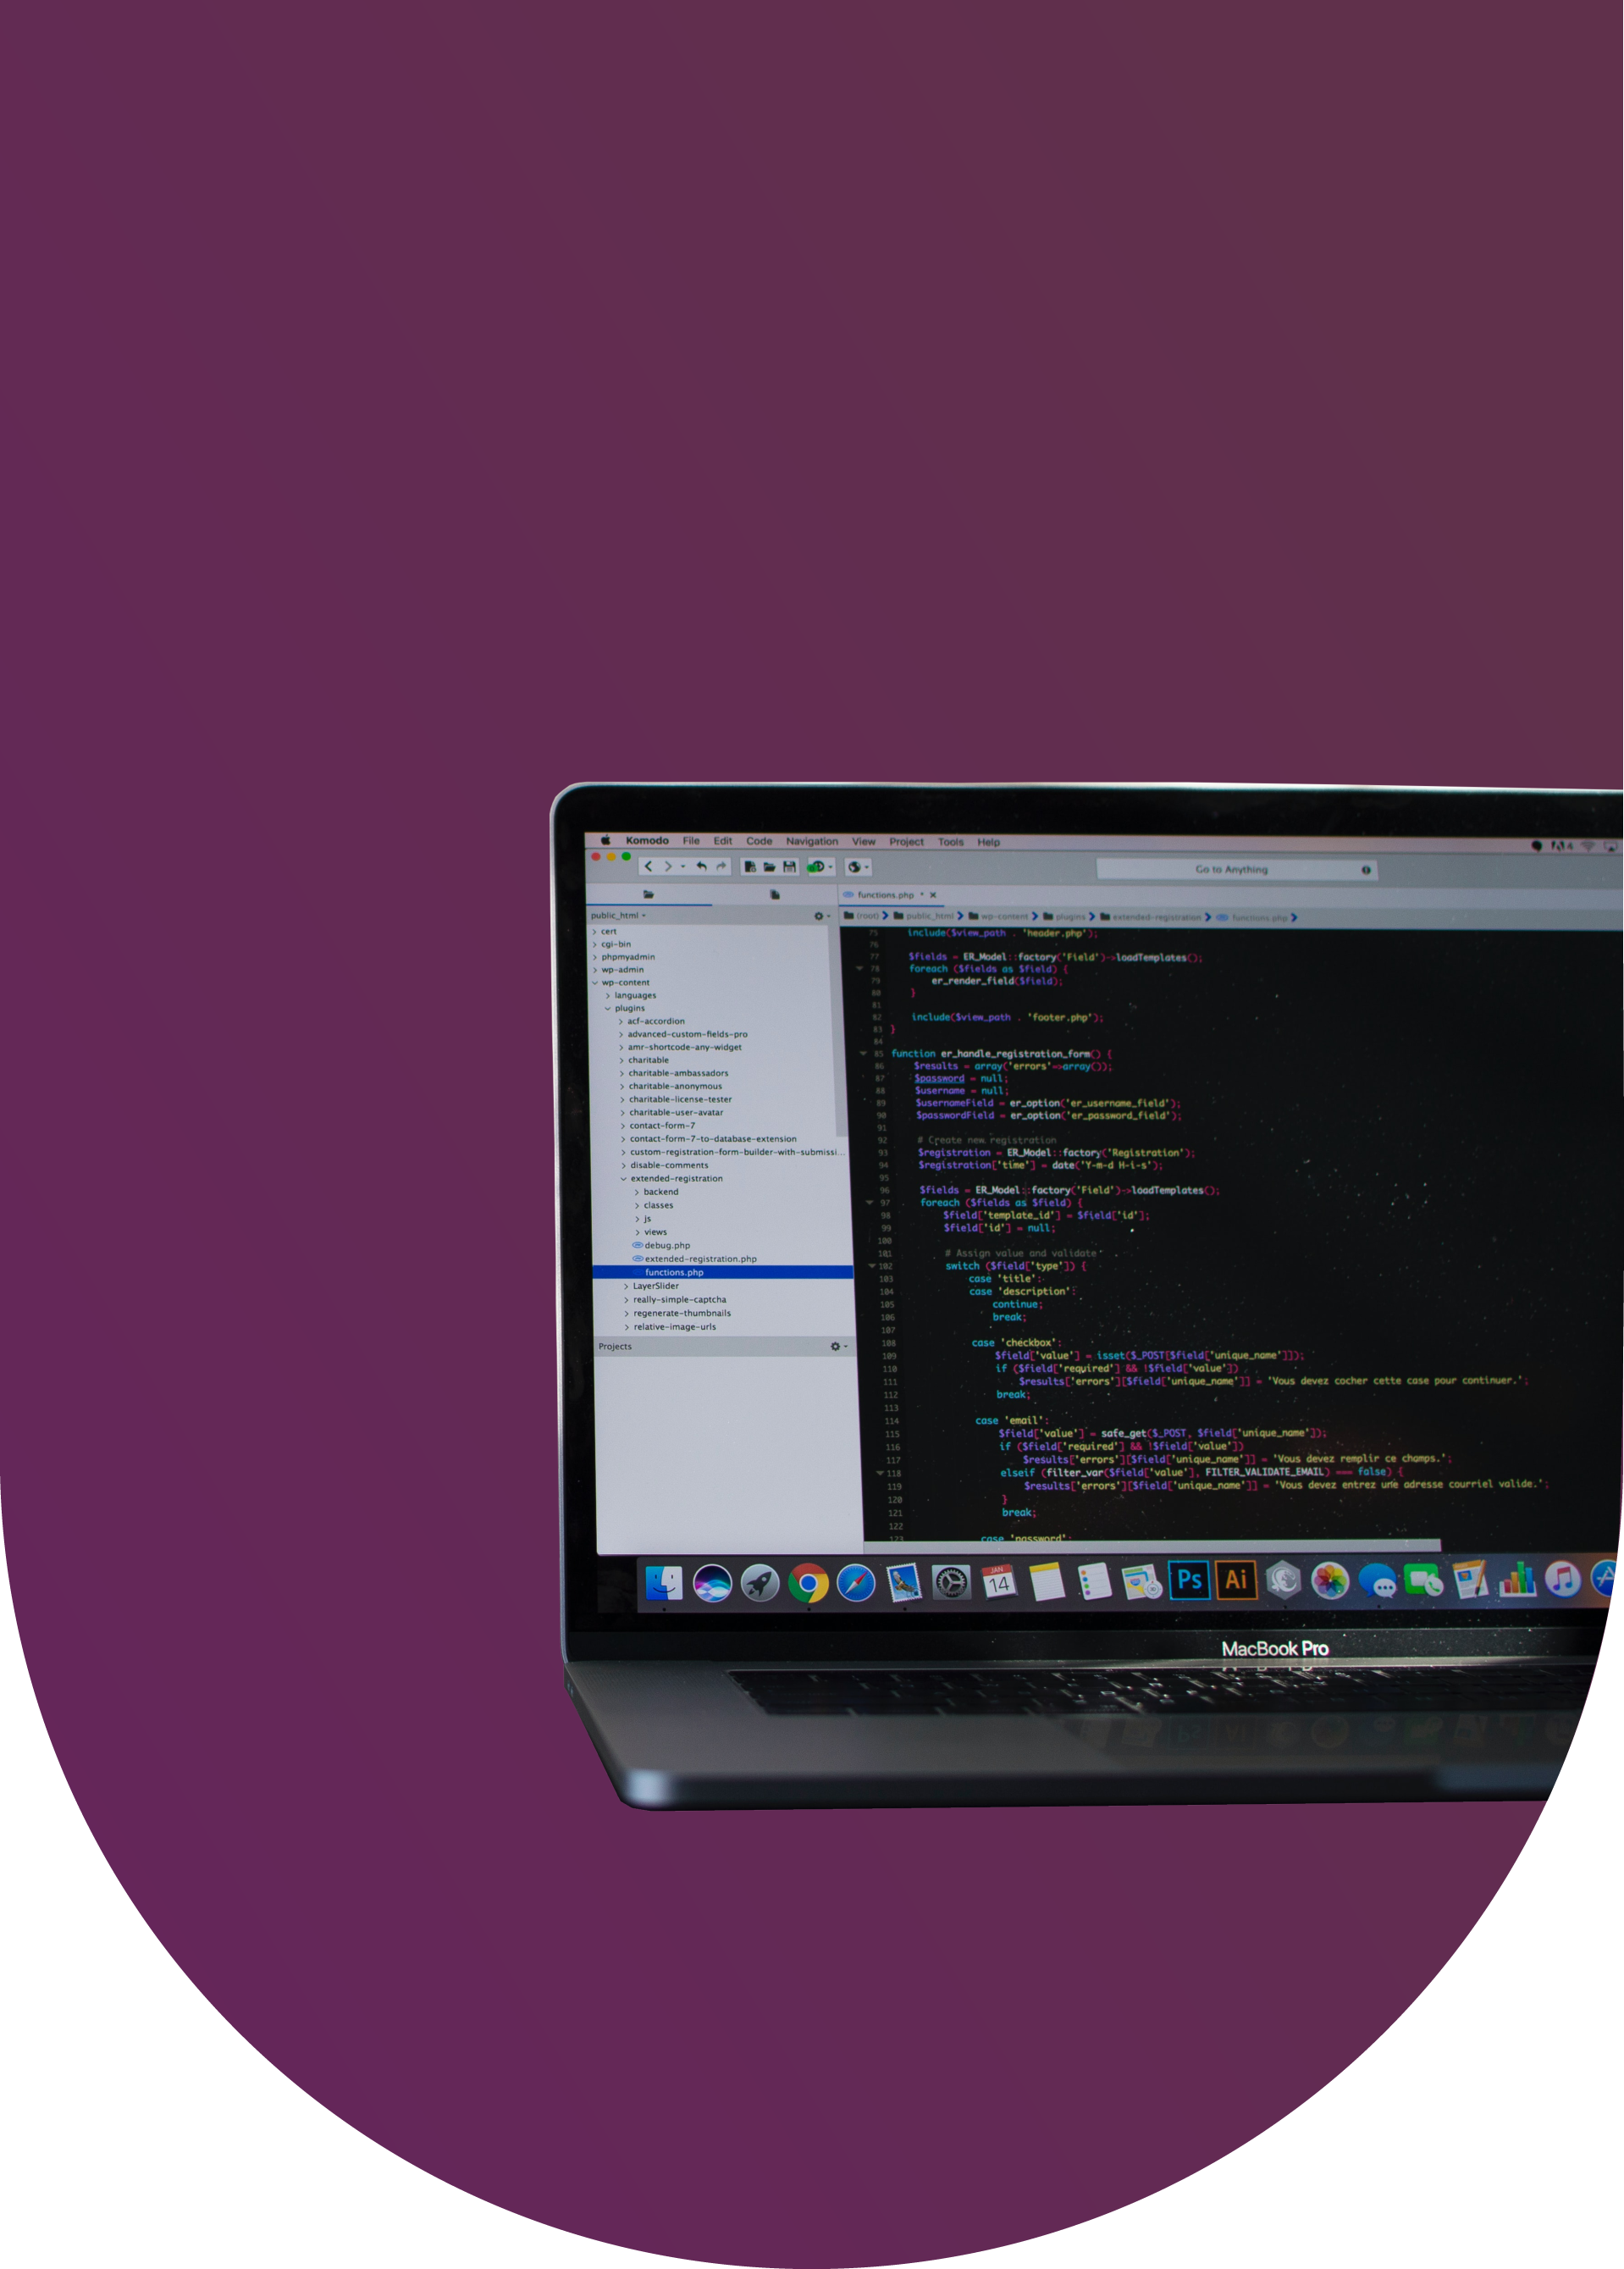 Komodo File Edit Code Navigation View Project Tools Help
Go to Anything
functions.php
public_html
(root) public_html wp-content plugins extended-registration functions.php
cert
cgi-bin
phpmyadmin
wp-admin
wp-content
languages
plugins
acf-accordion
advanced-custom-fields-pro
amr-shortcode-any-widget
charitable
charitable-ambassadors
charitable-anonymous
charitable-license-tester
charitable-user-avatar
contact-form-7
contact-form-7-to-database-extension
custom-registration-form-builder-with-submissi...
disable-comments
extended-registration
backend
classes
js
views
debug.php
extended-registration.php
functions.php
LayerSlider
really-simple-captcha
regenerate-thumbnails
relative-image-urls
Projects
75 include($view_path . 'header.php');
76
77 $fields = ER_Model::factory('Field')->loadTemplates();
78 foreach ($fields as $field) {
79 er_render_field($field);
80 }
81
82 include($view_path . 'footer.php');
83 }
84
85 function er_handle_registration_form() {
86 $results = array('errors'=>array());
87 $password = null;
88 $username = null;
89 $usernameField = er_option('er_username_field');
90 $passwordField = er_option('er_password_field');
91
92 # Create new registration
93 $registration = ER_Model::factory('Registration');
94 $registration['time'] = date('Y-m-d H-i-s');
95
96 $fields = ER_Model::factory('Field')->loadTemplates();
97 foreach ($fields as $field) {
98 $field['template_id'] = $field['id'];
99 $field['id'] = null;
100
101 # Assign value and validate
102 switch ($field['type']) {
103 case 'title':
104 case 'description':
105 continue;
106 break;
107
108 case 'checkbox':
109 $field['value'] = isset($_POST[$field['unique_name']]);
110 if ($field['required'] && !$field['value'])
111 $results['errors'][$field['unique_name']] = 'Vous devez cocher cette case pour continuer.';
112 break;
113
114 case 'email':
115 $field['value'] = safe_get($_POST, $field['unique_name']);
116 if ($field['required'] && !$field['value'])
117 $results['errors'][$field['unique_name']] = 'Vous devez remplir ce champs.';
118 elseif (filter_var($field['value'], FILTER_VALIDATE_EMAIL) === false) {
119 $results['errors'][$field['unique_name']] = 'Vous devez entrez une adresse courriel valide.';
120 }
121 break;
122
123 case 'password':
JAN
14
Ps
Ai
MacBook Pro